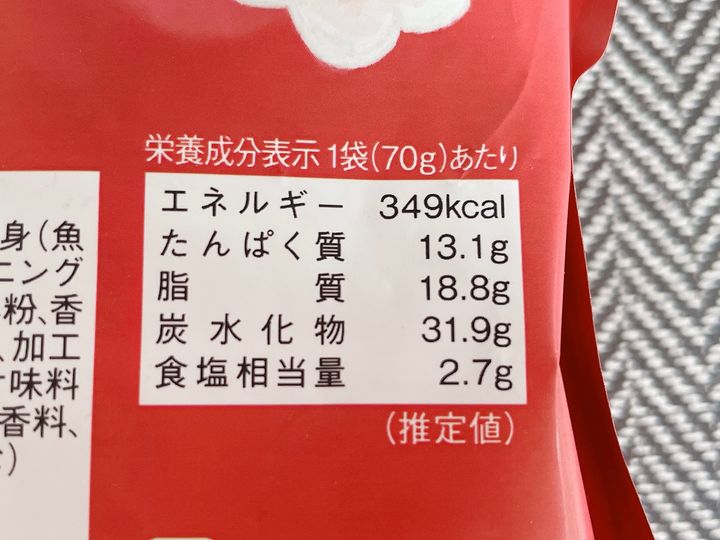 栄養成分表示 1袋(70g)あたり
エネルギー 349kcal
たんぱく質 13.1g
脂質 18.8g
炭水化物 31.9g
食塩相当量 2.7g
(推定値)
身(魚
ニング
粉、香
、加工
味料
香料、
)